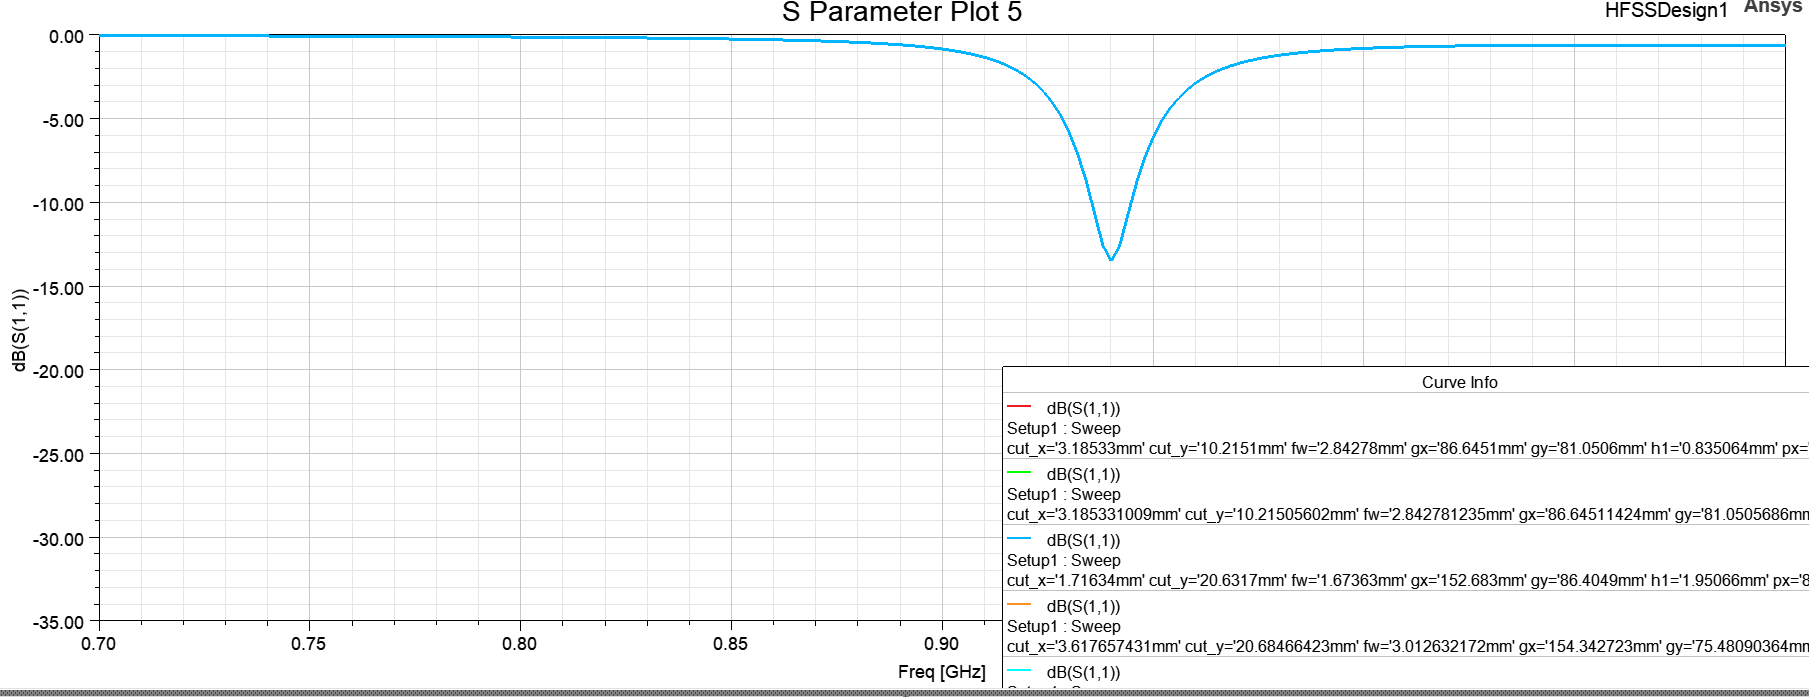 S Parameter Plot 5
HFSSDesign1
Ansys
0.00
-5.00
-10.00
-15.00
-20.00
-25.00
-30.00
-35.00
dB(S(1,1))
0.70
0.75
0.80
0.85
0.90
Freq [GHz]
Curve Info
dB(S(1,1))
Setup1 : Sweep
cut_x='3.18533mm' cut_y='10.2151mm' fw='2.84278mm' gx='86.6451mm' gy='81.0506mm' h1='0.835064mm' px='
dB(S(1,1))
Setup1 : Sweep
cut_x='3.185331009mm' cut_y='10.21505602mm' fw='2.842781235mm' gx='86.64511424mm' gy='81.0505686mm
dB(S(1,1))
Setup1 : Sweep
cut_x='1.71634mm' cut_y='20.6317mm' fw='1.67363mm' gx='152.683mm' gy='86.4049mm' h1='1.95066mm' px='8
dB(S(1,1))
Setup1 : Sweep
cut_x='3.617657431mm' cut_y='20.68466423mm' fw='3.012632172mm' gx='154.342723mm' gy='75.48090364mm
dB(S(1,1))